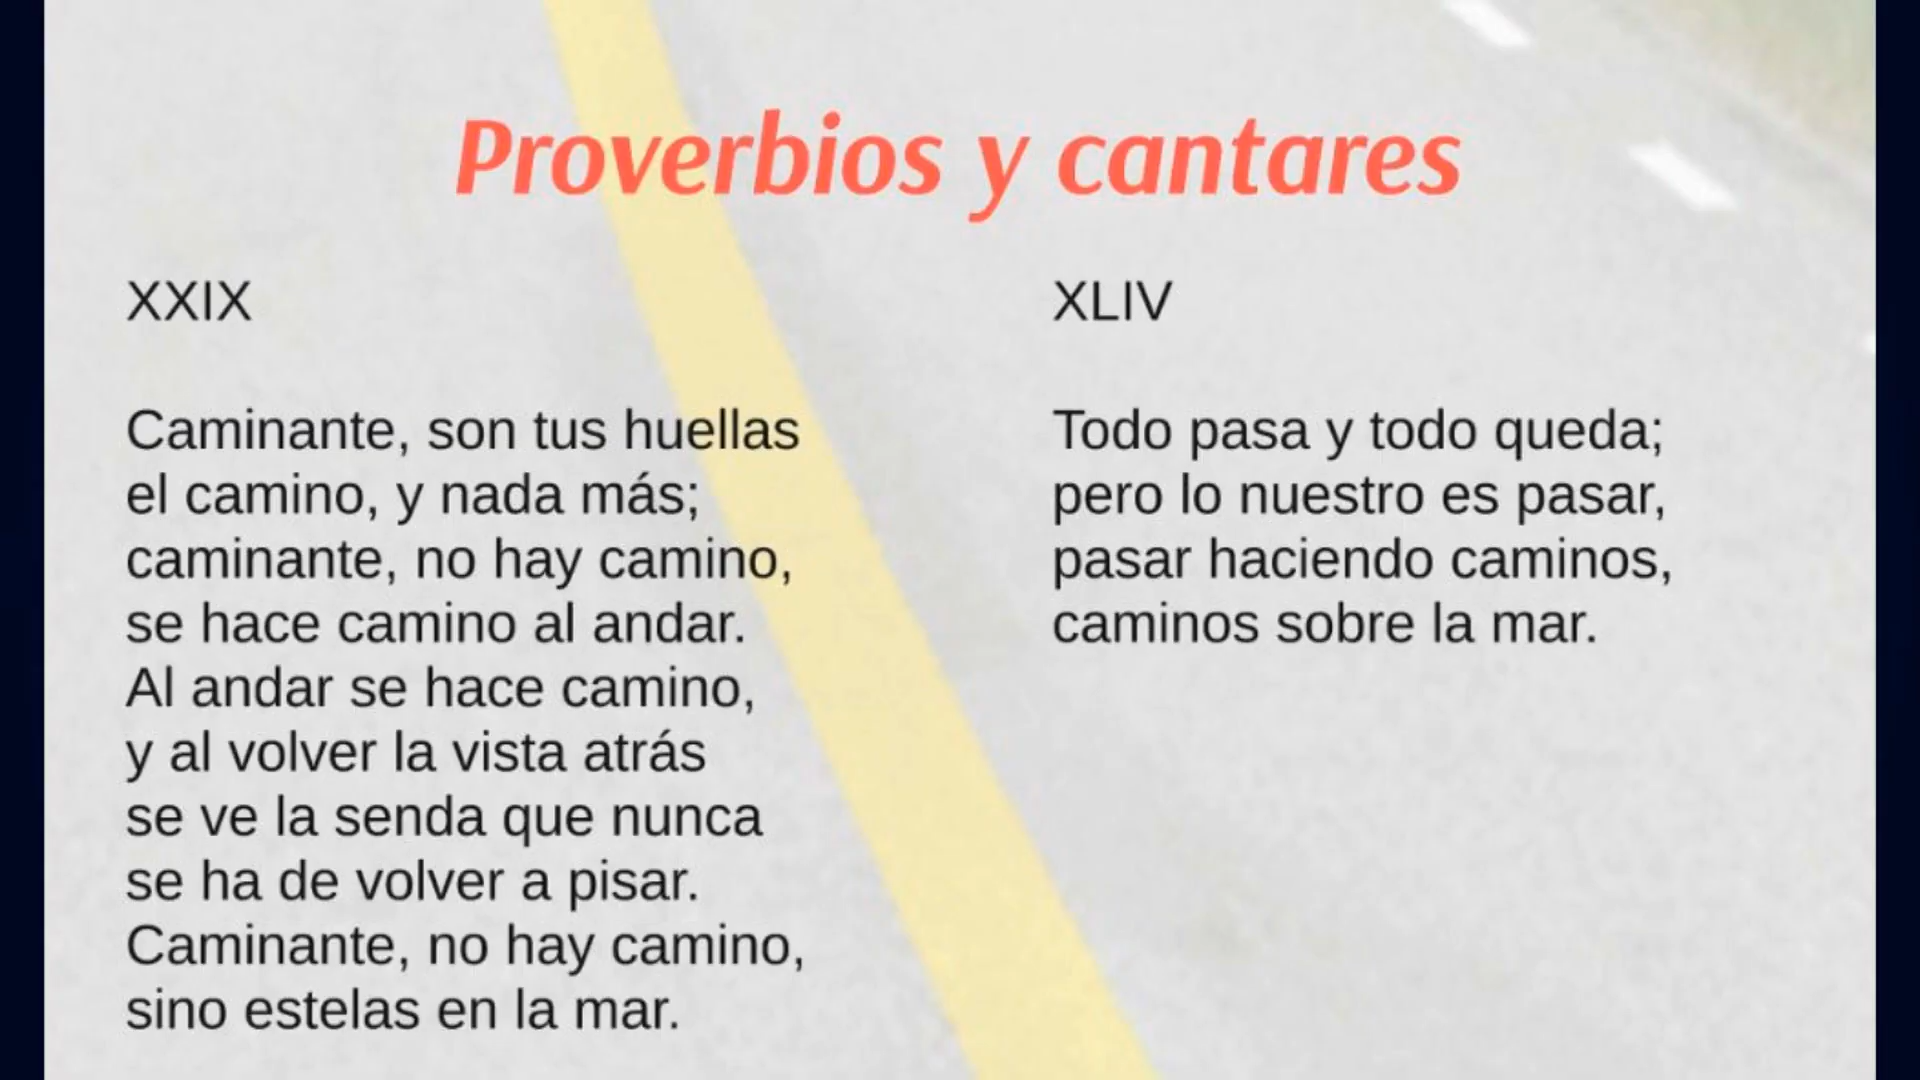 Proverbios y cantares
XXIX
Caminante, son tus huellas
el camino, y nada más;
caminante, no hay camino,
se hace camino al andar.
Al andar se hace camino,
y al volver la vista atrás
se ve la senda que nunca
se ha de volver a pisar.
Caminante, no hay camino,
sino estelas en la mar.
XLIV
Todo pasa y todo queda;
pero lo nuestro es pasar,
pasar haciendo caminos,
caminos sobre la mar.